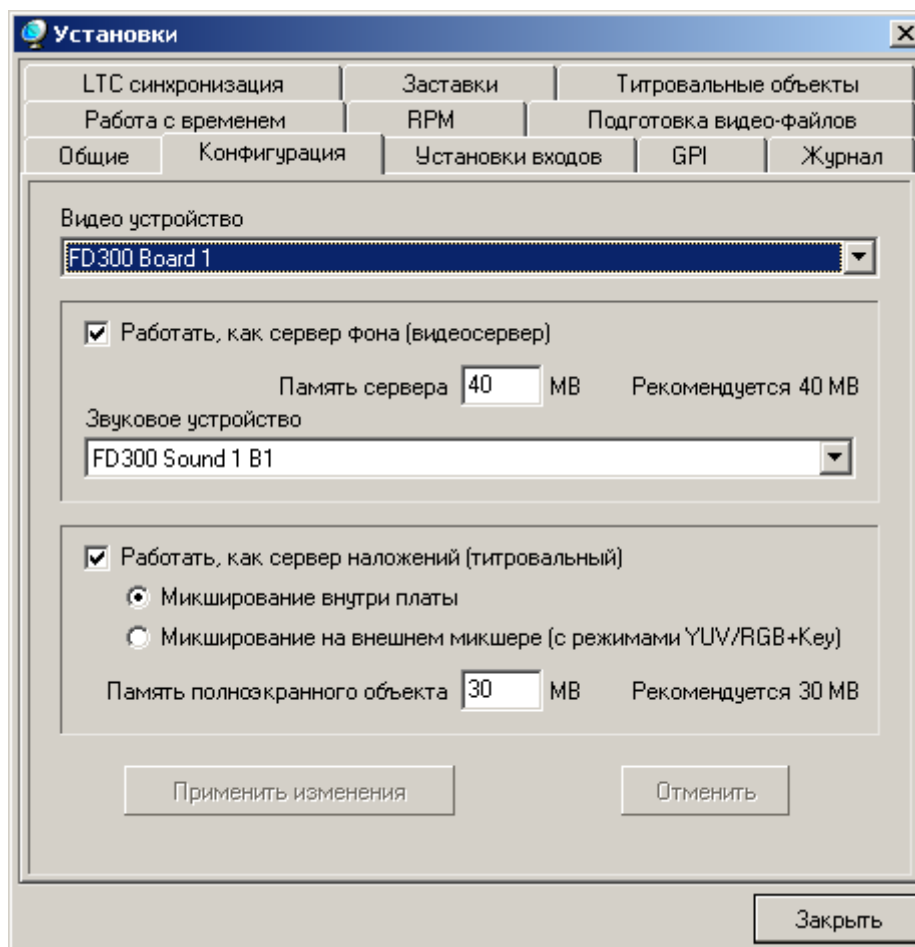 Установки
LTC синхронизация Заставки Титровальные объекты
Работа с временем RPM Подготовка видео-файлов
Общие Конфигурация Установки входов GPI Журнал
Видео устройство
FD300 Board 1
Работать, как сервер фона (видеосервер)
Память сервера 40 MB Рекомендуется 40 MB
Звуковое устройство
FD300 Sound 1 B1
Работать, как сервер наложений (титровальный)
Микширование внутри платы
Микширование на внешнем микшере (с режимами YUV/RGB+Key)
Память полноэкранного объекта 30 MB Рекомендуется 30 MB
Применить изменения Отменить
Закрыть